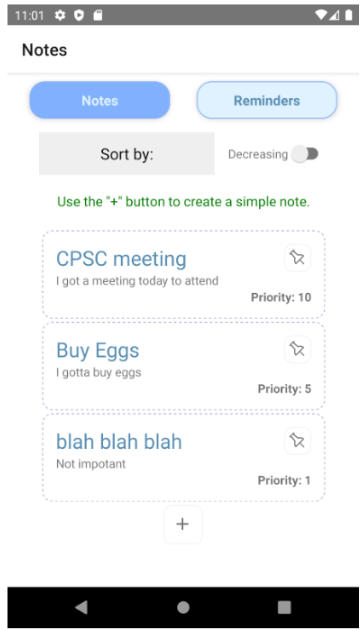 11:01
Notes
Notes Reminders
Sort by: Decreasing
Use the "+" button to create a simple note.
CPSC meeting
I got a meeting today to attend
Priority: 10
Buy Eggs
I gotta buy eggs
Priority: 5
blah blah blah
Not impotant
Priority: 1
+